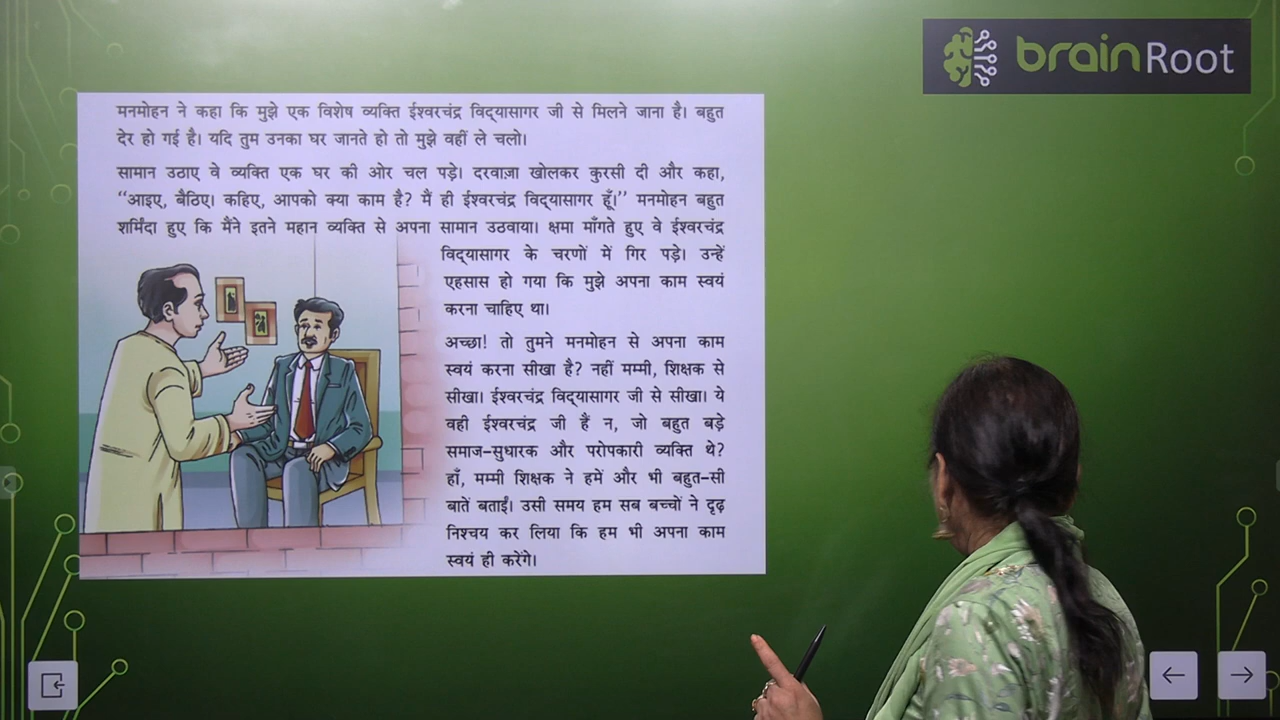 brainRoot
मनमोहन ने कहा कि मुझे एक विशेष व्यक्ति ईश्वरचंद्र विद्यासागर जी से मिलने जाना है। बहुत
देर हो गई है। यदि तुम उनका घर जानते हो तो मुझे वहीं ले चलो।
सामान उठाए वे व्यक्ति एक घर की ओर चल पड़े। दरवाज़ा खोलकर कुरसी दी और कहा,
“आइए, बैठिए। कहिए, आपको क्या काम है? मैं ही ईश्वरचंद्र विद्यासागर हूँ।” मनमोहन बहुत
शर्मिंदा हुए कि मैंने इतने महान व्यक्ति से अपना सामान उठवाया। क्षमा माँगते हुए वे ईश्वरचंद्र
विद्यासागर के चरणों में गिर पड़े। उन्हें
एहसास हो गया कि मुझे अपना काम स्वयं
करना चाहिए था।
अच्छा! तो तुमने मनमोहन से अपना काम
स्वयं करना सीखा है? नहीं मम्मी, शिक्षक से
सीखा। ईश्वरचंद्र विद्यासागर जी से सीखा। ये
वही ईश्वरचंद्र जी हैं न, जो बहुत बड़े
समाज-सुधारक और परोपकारी व्यक्ति थे?
हाँ, मम्मी शिक्षक ने हमें और भी बहुत-सी
बातें बताईं। उसी समय हम सब बच्चों ने दृढ़
निश्चय कर लिया कि हम भी अपना काम
स्वयं ही करेंगे।